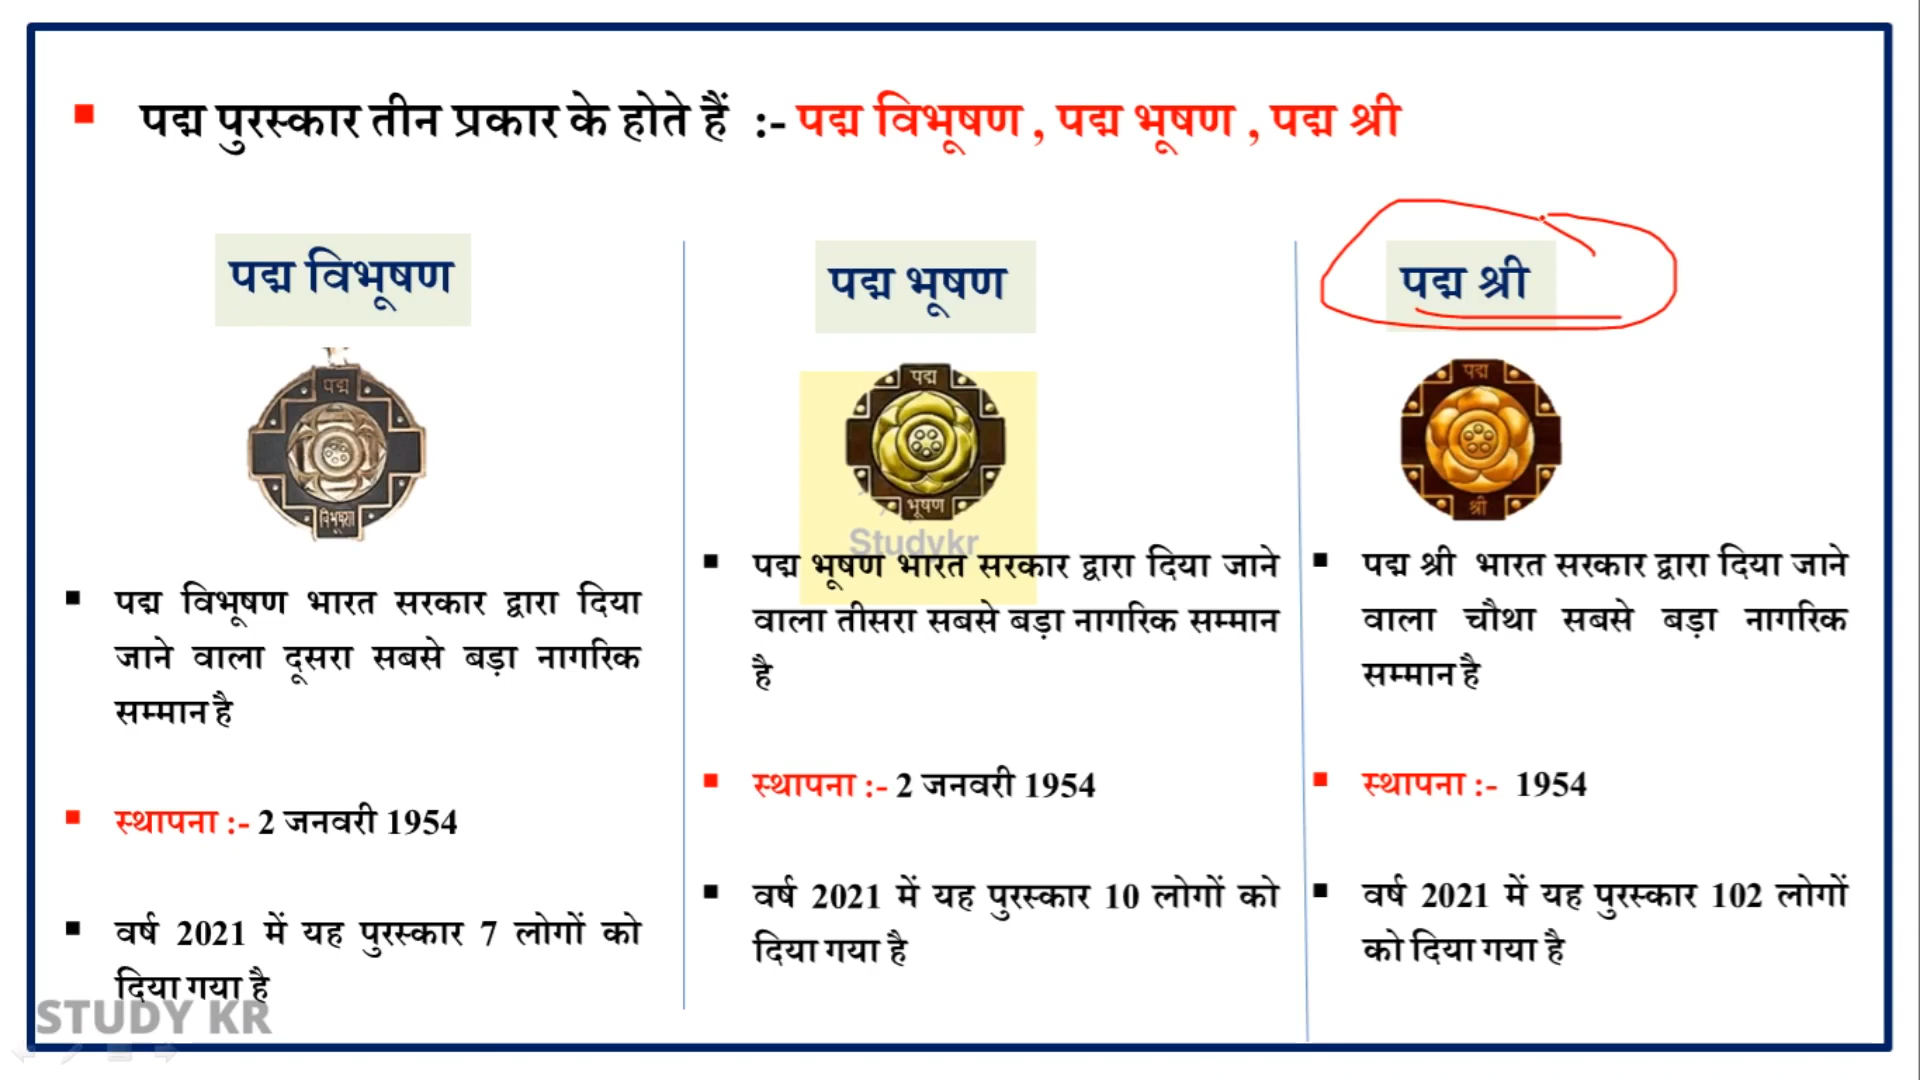 पद्म पुरस्कार तीन प्रकार के होते हैं :- पद्म विभूषण , पद्म भूषण , पद्म श्री
पद्म विभूषण
पद्म
विभूषण
पद्म विभूषण भारत सरकार द्वारा दिया
जाने वाला दूसरा सबसे बड़ा नागरिक
सम्मान है
स्थापना :- 2 जनवरी 1954
वर्ष 2021 में यह पुरस्कार 7 लोगों को
दिया गया है
पद्म भूषण
पद्म
भूषण
Studykr
पद्म भूषण भारत सरकार द्वारा दिया जाने
वाला तीसरा सबसे बड़ा नागरिक सम्मान
है
स्थापना :- 2 जनवरी 1954
वर्ष 2021 में यह पुरस्कार 10 लोगों को
दिया गया है
पद्म श्री
पद्म
श्री
पद्म श्री भारत सरकार द्वारा दिया जाने
वाला चौथा सबसे बड़ा नागरिक
सम्मान है
स्थापना :- 1954
वर्ष 2021 में यह पुरस्कार 102 लोगों
को दिया गया है
STUDY KR